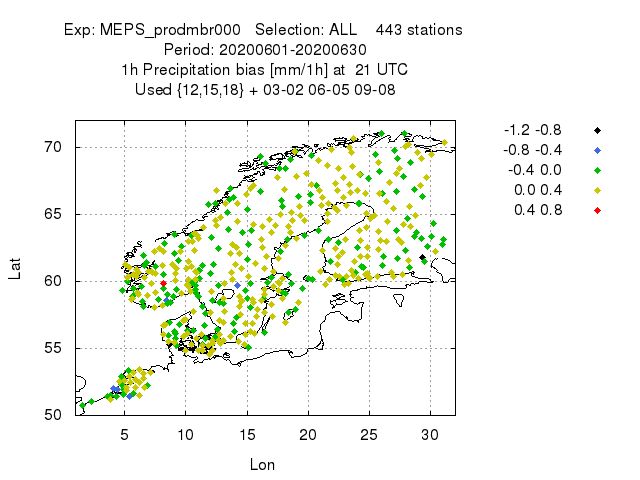 Exp: MEPS_prodmbr000 Selection: ALL 443 stations
Period: 20200601-20200630
1h Precipitation bias [mm/1h] at 21 UTC
Used {12,15,18} + 03-02 06-05 09-08
-1.2 -0.8
-0.8 -0.4
-0.4 0.0
0.0 0.4
0.4 0.8
70
65
60
55
50
Lat
5 10 15 20 25 30
Lon